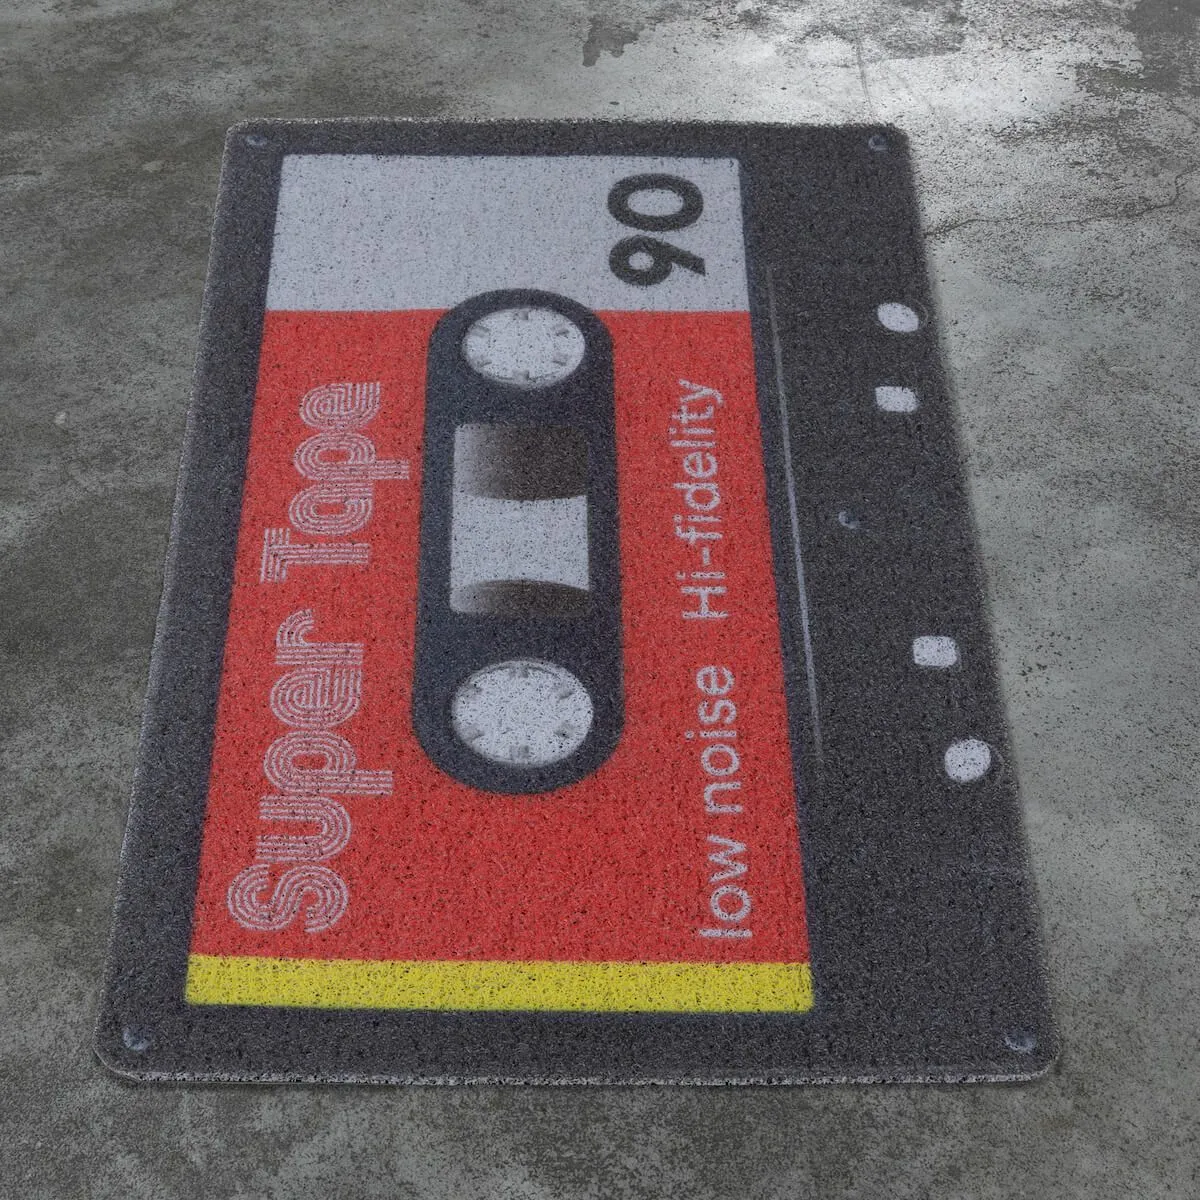 Super Tape
90
low noise Hi-fidelity